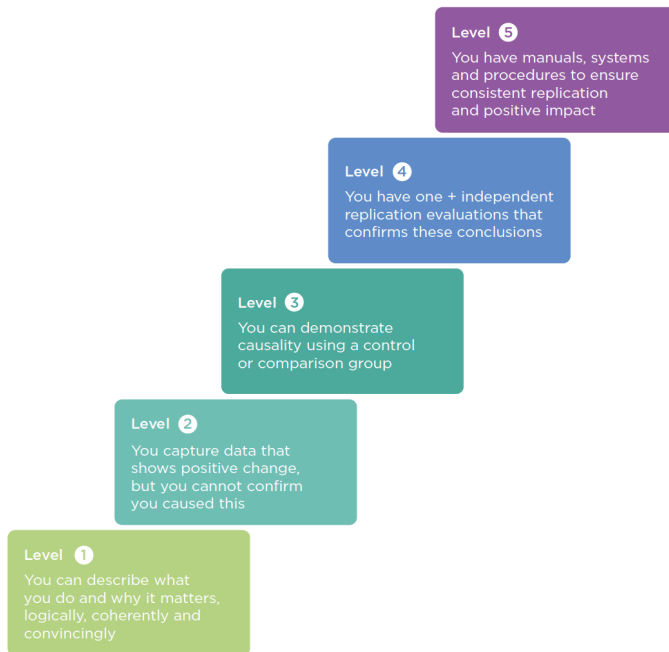 Level 5
You have manuals, systems
and procedures to ensure
consistent replication
and positive impact
Level 4
You have one + independent
replication evaluations that
confirms these conclusions
Level 3
You can demonstrate
causality using a control
or comparison group
Level 2
You capture data that
shows positive change,
but you cannot confirm
you caused this
Level 1
You can describe what
you do and why it matters,
logically, coherently and
convincingly